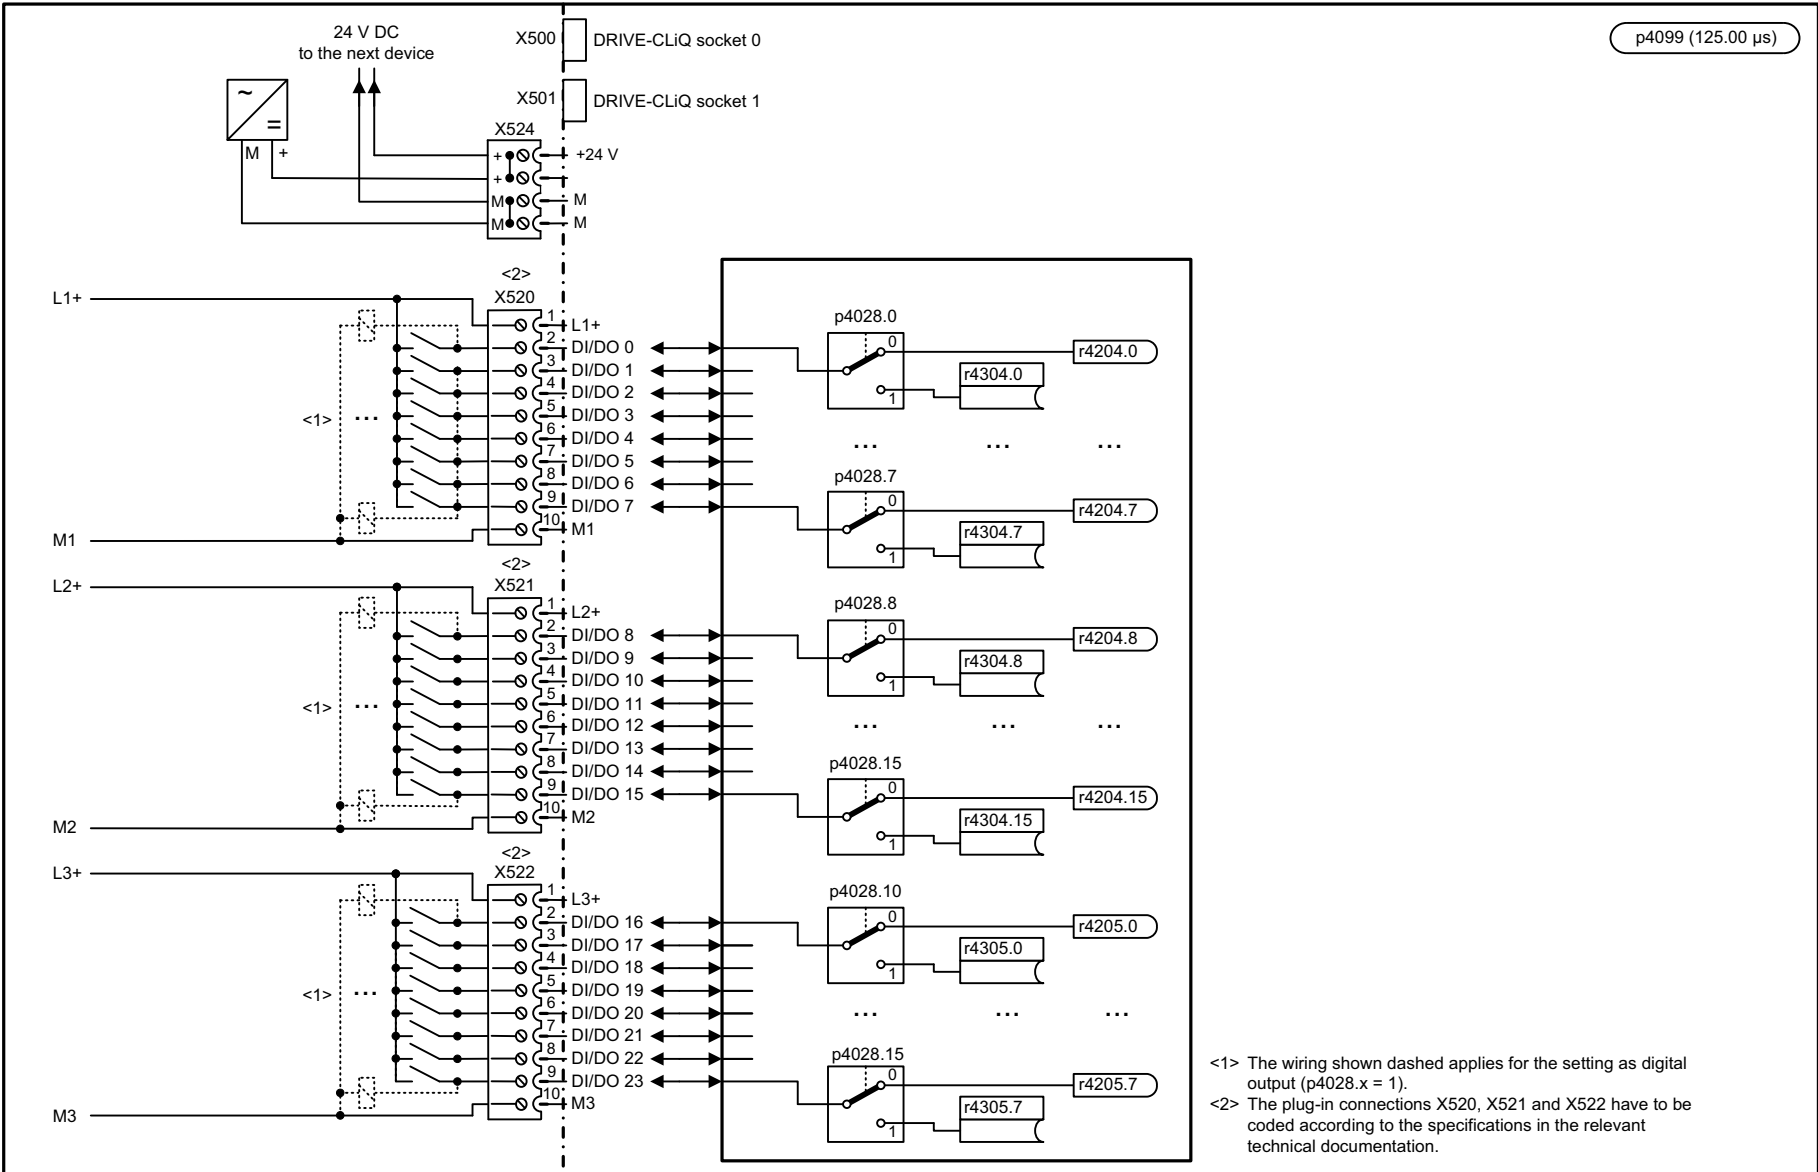 24 V DC
to the next device
X500
DRIVE-CLiQ socket 0
p4099 (125.00 µs)
X501
DRIVE-CLiQ socket 1
~
=
M +
X524
+ +24 V
+
M M
M M
<2>
X520
L1+
1 L1+
2 DI/DO 0
3 DI/DO 1
4 DI/DO 2
5 DI/DO 3
6 DI/DO 4
7 DI/DO 5
8 DI/DO 6
9 DI/DO 7
10 M1
<1> ...
M1
p4028.0
0
1
r4204.0
r4304.0
... ... ...
p4028.7
0
1
r4204.7
r4304.7
<2>
X521
L2+
1 L2+
2 DI/DO 8
3 DI/DO 9
4 DI/DO 10
5 DI/DO 11
6 DI/DO 12
7 DI/DO 13
8 DI/DO 14
9 DI/DO 15
10 M2
<1> ...
M2
p4028.8
0
1
r4204.8
r4304.8
... ... ...
p4028.15
0
1
r4204.15
r4304.15
<2>
X522
L3+
1 L3+
2 DI/DO 16
3 DI/DO 17
4 DI/DO 18
5 DI/DO 19
6 DI/DO 20
7 DI/DO 21
8 DI/DO 22
9 DI/DO 23
10 M3
<1> ...
M3
p4028.10
0
1
r4205.0
r4305.0
... ... ...
p4028.15
0
1
r4205.7
r4305.7
<1> The wiring shown dashed applies for the setting as digital
output (p4028.x = 1).
<2> The plug-in connections X520, X521 and X522 have to be
coded according to the specifications in the relevant
technical documentation.